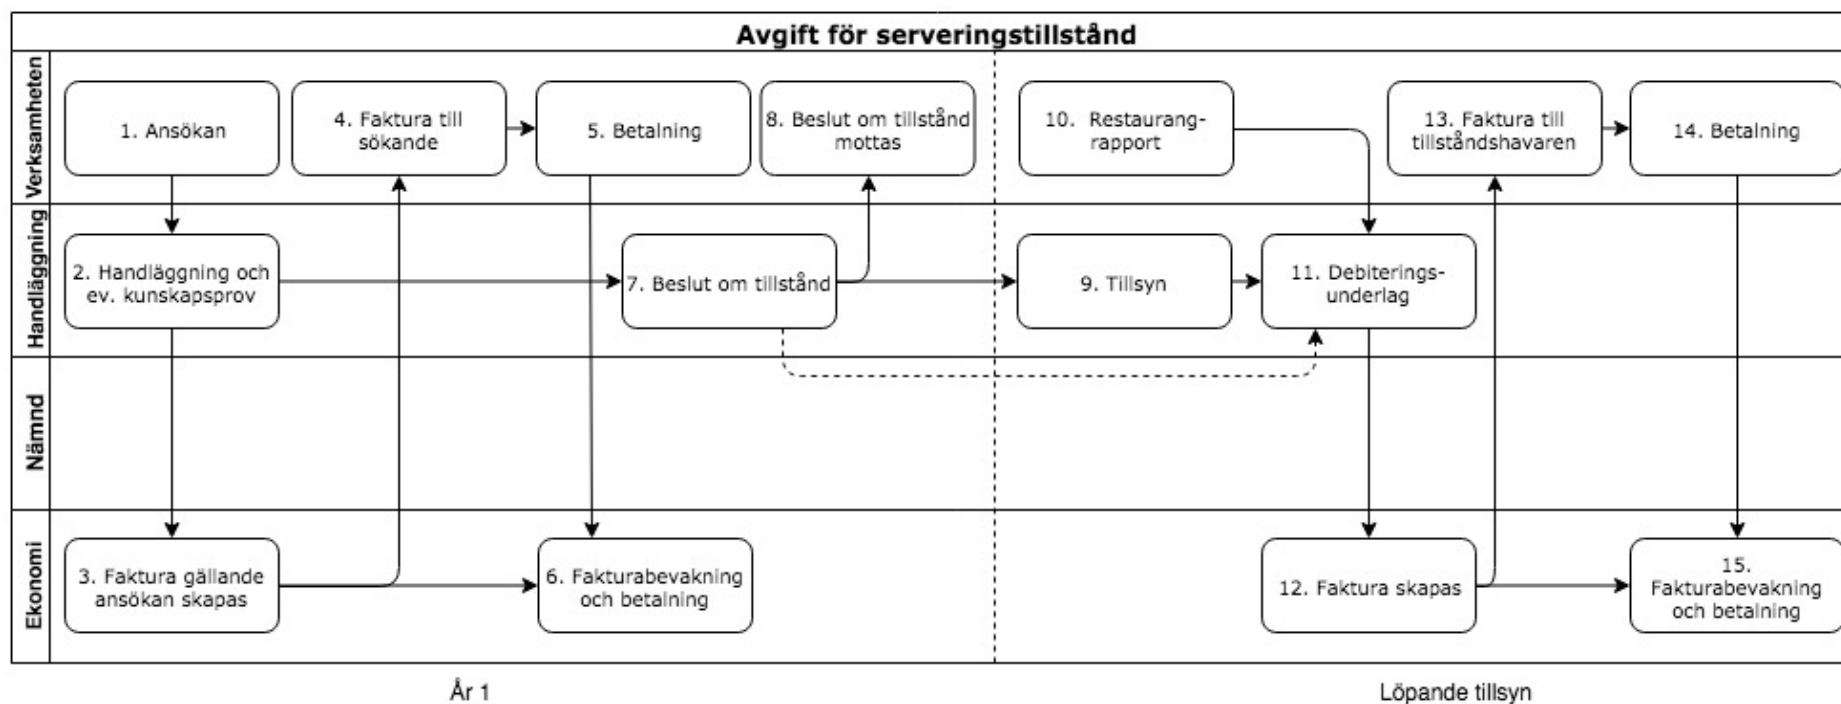 Avgift för serveringstillstånd
Verksamheten
1. Ansökan
4. Faktura till
sökande
5. Betalning
8. Beslut om tillstånd
mottas
10. Restaurang-
rapport
13. Faktura till
tillståndshavaren
14. Betalning
Handläggning
2. Handläggning och
ev. kunskapsprov
7. Beslut om tillstånd
9. Tillsyn
11. Debiterings-
underlag
Nämnd
Ekonomi
3. Faktura gällande
ansökan skapas
6. Fakturabevakning
och betalning
12. Faktura skapas
15.
Fakturabevakning
och betalning
År 1
Löpande tillsyn